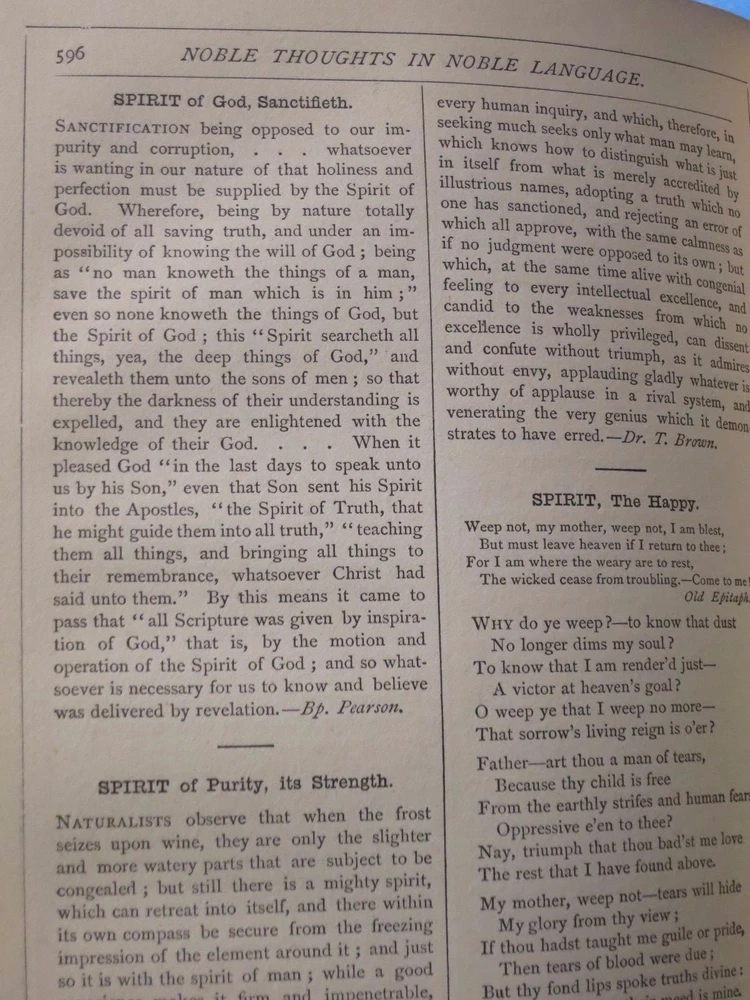 596
NOBLE THOUGHTS IN NOBLE LANGUAGE.
SPIRIT of God, Sanctifieth.
SANCTIFICATION being opposed to our im-
purity and corruption, . . . whatsoever
is wanting in our nature of that holiness and
perfection must be supplied by the Spirit of
God. Wherefore, being by nature totally
devoid of all saving truth, and under an im-
possibility of knowing the will of God ; being
as “no man knoweth the things of a man,
save the spirit of man which is in him ;”
even so none knoweth the things of God, but
the Spirit of God ; this “Spirit searcheth all
things, yea, the deep things of God,” and
revealeth them unto the sons of men ; so that
thereby the darkness of their understanding is
expelled, and they are enlightened with the
knowledge of their God. . . . . When it
pleased God “in the last days to speak unto
us by his Son,” even that Son sent his Spirit
into the Apostles, “the Spirit of Truth, that
he might guide them into all truth,” “teaching
them all things, and bringing all things to
their remembrance, whatsoever Christ had
said unto them.” By this means it came to
pass that “all Scripture was given by inspira-
tion of God,” that is, by the motion and
operation of the Spirit of God ; and so what-
soever is necessary for us to know and believe
was delivered by revelation.—Bp. Pearson.
SPIRIT of Purity, its Strength.
NATURALISTS observe that when the frost
seizes upon wine, they are only the slighter
and more watery parts that are subject to be
congealed ; but still there is a mighty spirit,
which can retreat into itself, and there within
its own compass be secure from the freezing
impression of the element around it ; and just
so it is with the spirit of man ; while a good
makes it firm and impenetrable,
every human inquiry, and which, therefore, in
seeking much seeks only what man may learn,
which knows how to distinguish what is just
in itself from what is merely accredited by
illustrious names, adopting a truth which no
one has sanctioned, and rejecting an error of
which all approve, with the same calmness as
if no judgment were opposed to its own ; but
which, at the same time alive with congenial
feeling to every intellectual excellence, and
candid to the weaknesses from which no
excellence is wholly privileged, can dissent
and confute without triumph, as it admires
without envy, applauding gladly whatever is
worthy of applause in a rival system, and
venerating the very genius which it demon
strates to have erred.—Dr. T. Brown.
SPIRIT, The Happy.
Weep not, my mother, weep not, I am blest,
But must leave heaven if I return to thee ;
For I am where the weary are to rest,
The wicked cease from troubling.—Come to me!
Old Epitaph.
WHY do ye weep ?—to know that dust
No longer dims my soul ?
To know that I am render’d just—
A victor at heaven’s goal ?
O weep ye that I weep no more—
That sorrow’s living reign is o’er ?
Father—art thou a man of tears,
Because thy child is free
From the earthly strifes and human fears
Oppressive e’en to thee ?
Nay, triumph that thou bad’st me love
The rest that I have found above.
My mother, weep not—tears will hide
My glory from thy view ;
If thou hadst taught me guile or pride,
Then tears of blood were due ;
But thy fond lips spoke truths divine :
is mine.